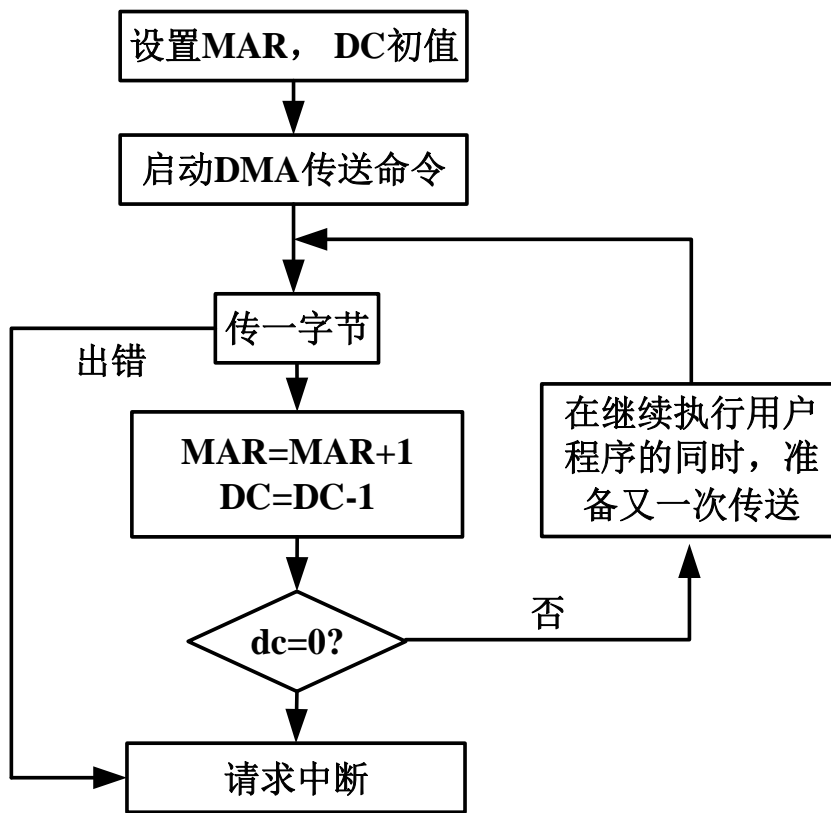 设置MAR， DC初值
启动DMA传送命令
传一字节
出错
MAR=MAR+1
DC=DC-1
在继续执行用户
程序的同时，准
备又一次传送
dc=0?
否
请求中断